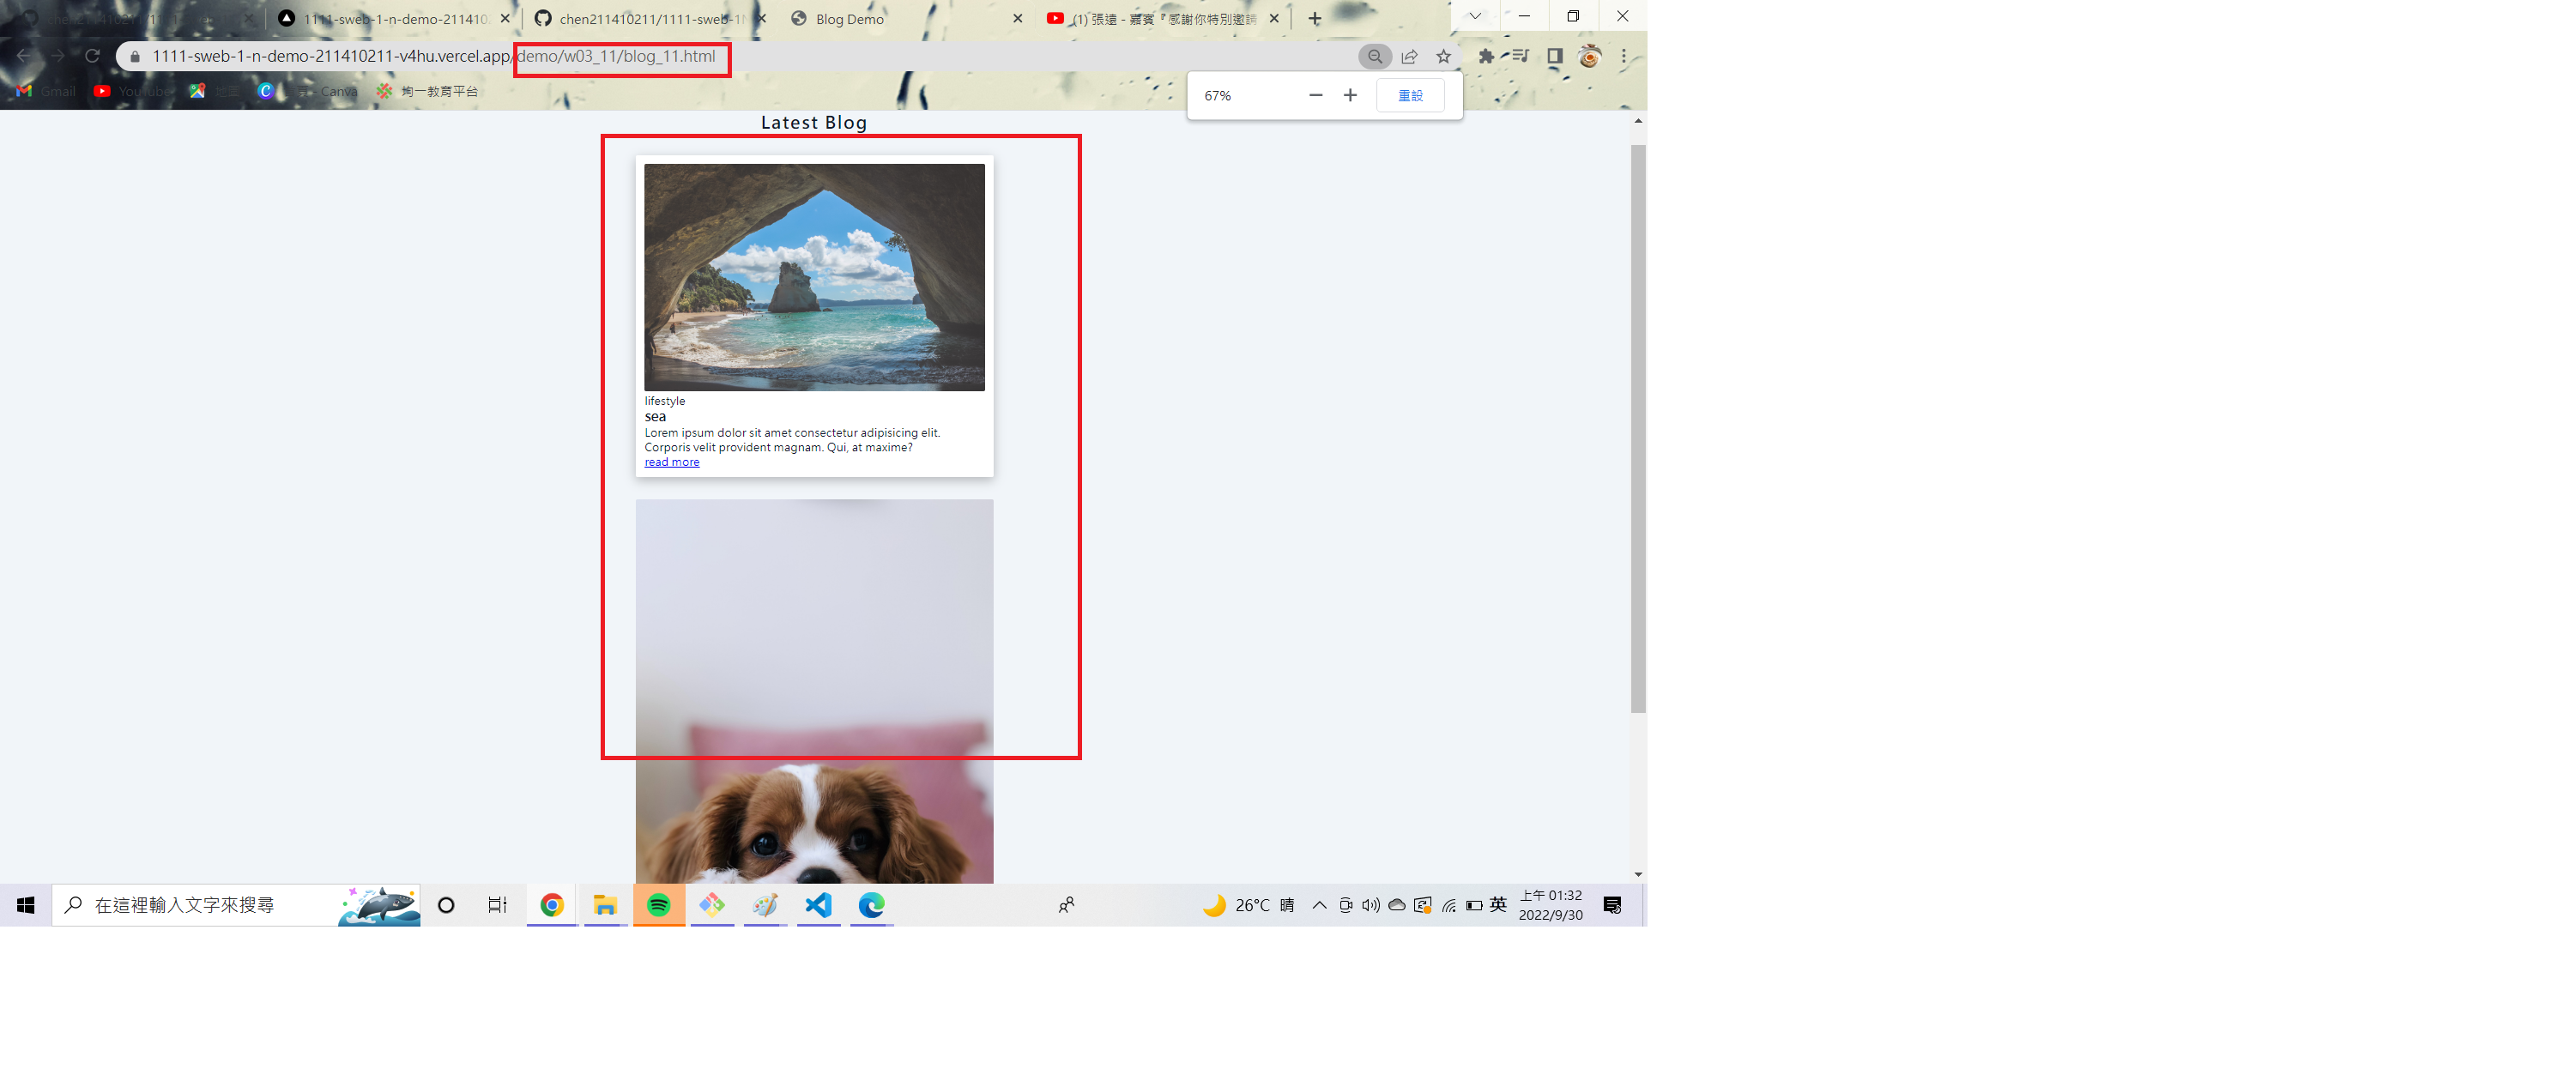 chen211410211/1111-sweb-1
1111-sweb-1-n-demo-211410
chen211410211/1111-sweb-1N
Blog Demo
(1) 張遠 - 嘉賓『感謝你特別邀請
1111-sweb-1-n-demo-211410211-v4hu.vercel.app/demo/w03_11/blog_11.html
Gmail
YouTube
地圖
Canva
均一教育平台
67%
重設
Latest Blog
lifestyle
sea
Lorem ipsum dolor sit amet consectetur adipisicing elit.
Corporis velit provident magnam. Qui, at maxime?
read more
在這裡輸入文字來搜尋
26°C 晴
英
上午 01:32
2022/9/30